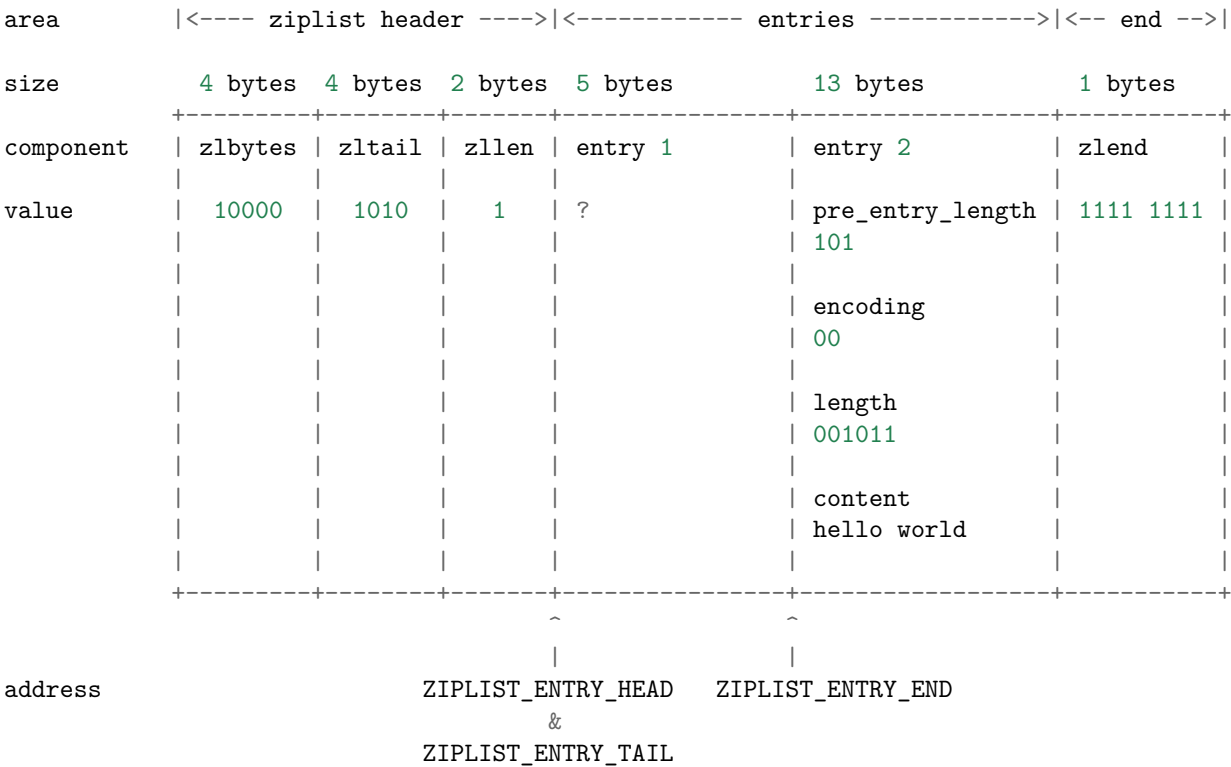 area         |<---- ziplist header ---->|<------------ entries ------------>|<-- end -->|
size          4 bytes  4 bytes  2 bytes  5 bytes            13 bytes           1 bytes
            +---------+--------+-------+----------------+------------------+-----------+
component   | zlbytes | zltail | zllen | entry 1        | entry 2          | zlend     |
            |         |        |       |                |                  |           |
value       |  10000  |  1010  |   1   | ?              | pre_entry_length | 1111 1111 |
            |         |        |       |                | 101              |           |
            |         |        |       |                |                  |           |
            |         |        |       |                | encoding         |           |
            |         |        |       |                | 00               |           |
            |         |        |       |                |                  |           |
            |         |        |       |                | length           |           |
            |         |        |       |                | 001011           |           |
            |         |        |       |                |                  |           |
            |         |        |       |                | content          |           |
            |         |        |       |                | hello world      |           |
            |         |        |       |                |                  |           |
            +---------+--------+-------+----------------+------------------+-----------+
                                       ^                ^
                                       |                |
address                       ZIPLIST_ENTRY_HEAD   ZIPLIST_ENTRY_END
                                       &
                              ZIPLIST_ENTRY_TAIL